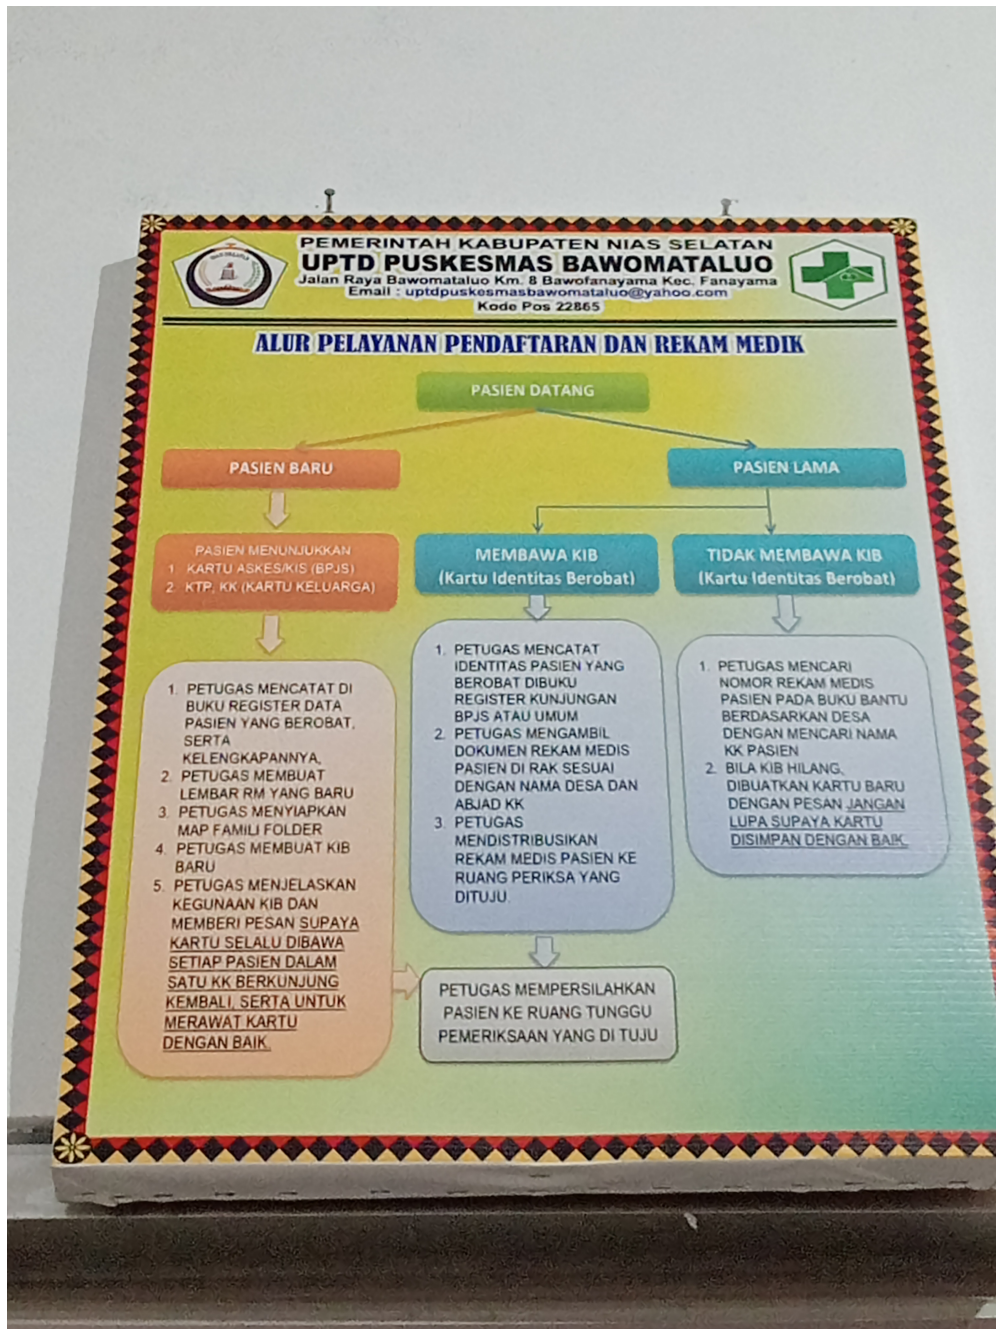 PEMERINTAH KABUPATEN NIAS SELATAN
UPTD PUSKESMAS BAWOMATALUO
Jalan Raya Bawomataluo Km. 8 Bawofanayama Kec. Fanayama
Email : uptdpuskesmasbawomataluo@yahoo.com
Kode Pos 22865
ALUR PELAYANAN PENDAFTARAN DAN REKAM MEDIK
PASIEN DATANG
PASIEN BARU
PASIEN MENUNJUKKAN
1. KARTU ASKES/KIS (BPJS)
2. KTP, KK (KARTU KELUARGA)
1. PETUGAS MENCATAT DI
BUKU REGISTER DATA
PASIEN YANG BEROBAT,
SERTA
KELENGKAPANNYA,
2. PETUGAS MEMBUAT
LEMBAR RM YANG BARU
3. PETUGAS MENYIAPKAN
MAP FAMILI FOLDER
4. PETUGAS MEMBUAT KIB
BARU
5. PETUGAS MENJELASKAN
KEGUNAAN KIB DAN
MEMBERI PESAN SUPAYA
KARTU SELALU DIBAWA
SETIAP PASIEN DALAM
SATU KK BERKUNJUNG
KEMBALI, SERTA UNTUK
MERAWAT KARTU
DENGAN BAIK.
PASIEN LAMA
MEMBAWA KIB
(Kartu Identitas Berobat)
1. PETUGAS MENCATAT
IDENTITAS PASIEN YANG
BEROBAT DIBUKU
REGISTER KUNJUNGAN
BPJS ATAU UMUM
2. PETUGAS MENGAMBIL
DOKUMEN REKAM MEDIS
PASIEN DI RAK SESUAI
DENGAN NAMA DESA DAN
ABJAD KK
3. PETUGAS
MENDISTRIBUSIKAN
REKAM MEDIS PASIEN KE
RUANG PERIKSA YANG
DITUJU.
TIDAK MEMBAWA KIB
(Kartu Identitas Berobat)
1. PETUGAS MENCARI
NOMOR REKAM MEDIS
PASIEN PADA BUKU BANTU
BERDASARKAN DESA
DENGAN MENCARI NAMA
KK PASIEN
2. BILA KIB HILANG,
DIBUATKAN KARTU BARU
DENGAN PESAN JANGAN
LUPA SUPAYA KARTU
DISIMPAN DENGAN BAIK.
PETUGAS MEMPERSILAHKAN
PASIEN KE RUANG TUNGGU
PEMERIKSAAN YANG DI TUJU